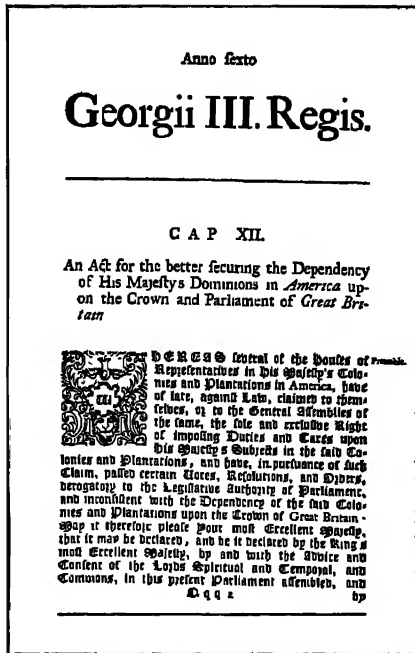 Anno ſexto
Georgii III. Regis.
CAP XII.
An Act for the better ſecuring the Dependency
of His Majeſtys Dominions in America up-
on the Crown and Parliament of Great Bri-
tain
WHEREAS ſeveral of the Houſes of Preamble.
Repreſentatives in his Majeſty's Colo-
nies and Plantations in America, have
of late, againſt Law, claimed to them-
ſelves, or to the General Aſſemblies of
the ſame, the ſole and excluſive Right
of impoſing Duties and Taxes upon
his Majeſty's Subjects in the ſaid Co-
lonies and Plantations, and have, in purſuance of ſuch
Claim, paſſed certain Votes, Reſolutions, and Orders,
derogatory to the Legiſlative Authority of Parliament,
and inconſiſtent with the Dependency of the ſaid Colo-
nies and Plantations upon the Crown of Great Britain ·
May it therefore pleaſe Your moſt Excellent Majeſty,
that it may be declared, and be it declared by the King's
moſt Excellent Majeſty, by and with the Advice and
Conſent of the Lords Spiritual and Temporal, and
Commons, in this preſent Parliament aſſembled, and
Qqq 2 by